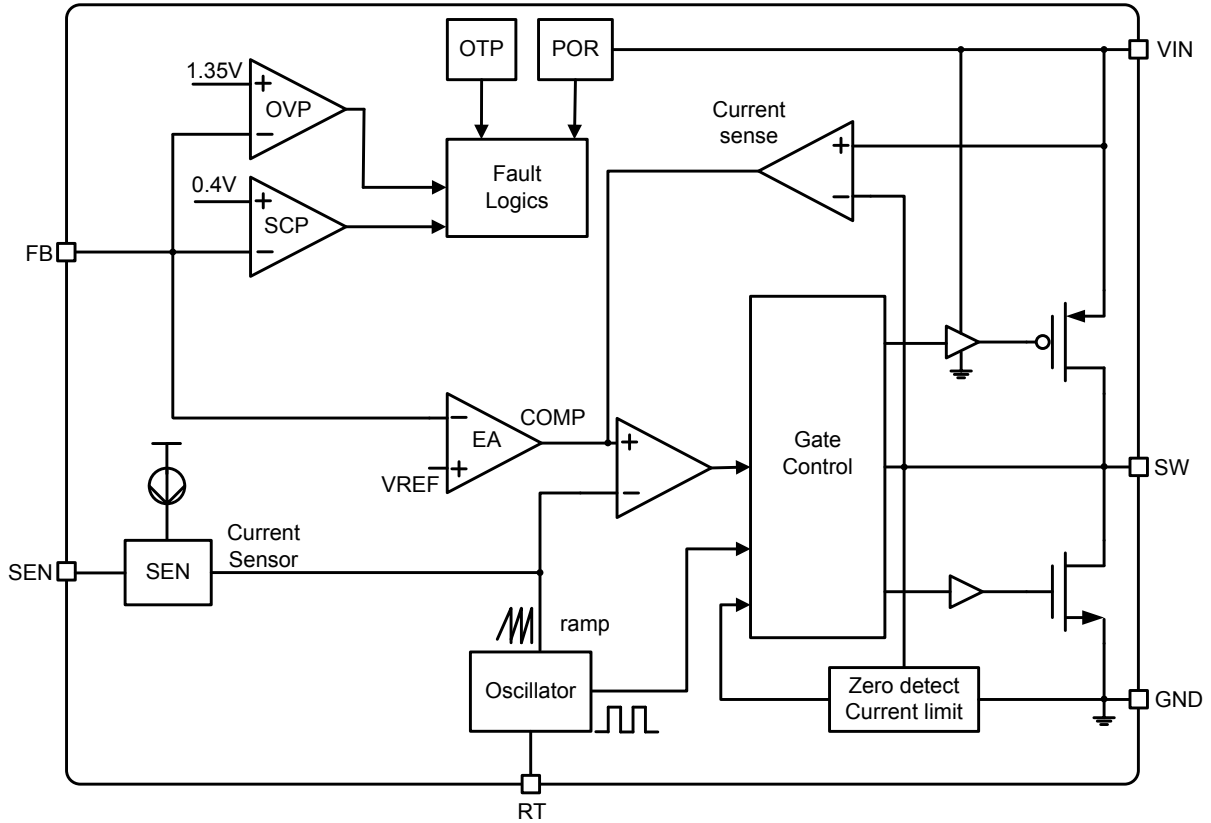 OTP
POR
VIN
1.35V
OVP
Current
sense
Fault
Logics
0.4V
SCP
FB
COMP
EA
VREF
Gate
Control
SW
Current
Sensor
SEN
SEN
ramp
Oscillator
Zero detect
Current limit
GND
RT